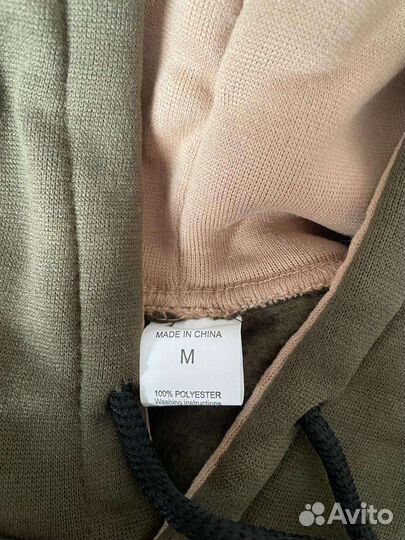 MADE IN CHINA
M
100% POLYESTER
Washing instructions
Avito